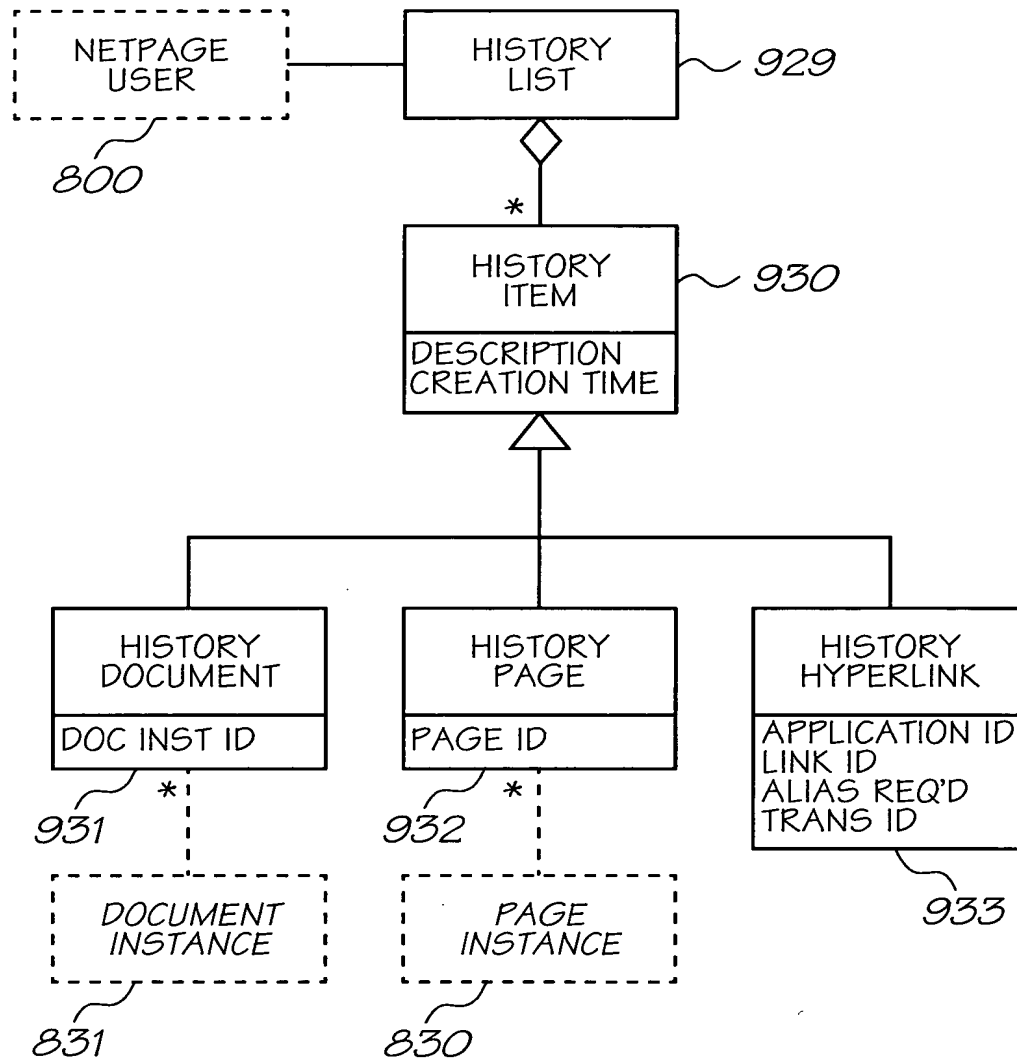 NETPAGE
USER
800
HISTORY
LIST
929
*
HISTORY
ITEM
930
DESCRIPTION
CREATION TIME
HISTORY
DOCUMENT
DOC INST ID
931
*
HISTORY
PAGE
PAGE ID
932
*
HISTORY
HYPERLINK
APPLICATION ID
LINK ID
ALIAS REQ'D
TRANS ID
933
DOCUMENT
INSTANCE
831
PAGE
INSTANCE
830